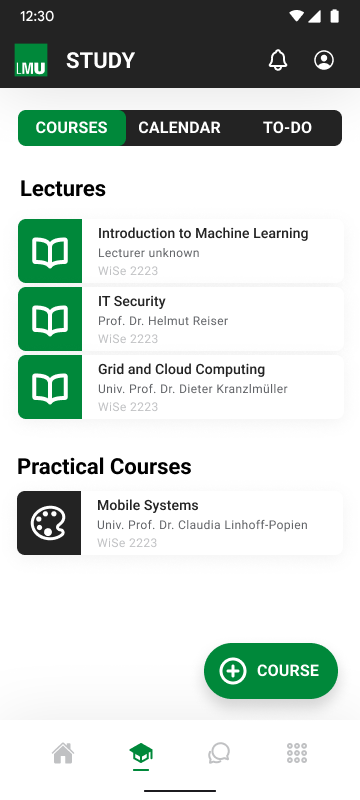 12:30
LMU
STUDY
COURSES
CALENDAR
TO-DO
Lectures
Introduction to Machine Learning
Lecturer unknown
WiSe 2223
IT Security
Prof. Dr. Helmut Reiser
WiSe 2223
Grid and Cloud Computing
Univ. Prof. Dr. Dieter Kranzlmüller
WiSe 2223
Practical Courses
Mobile Systems
Univ. Prof. Dr. Claudia Linhoff-Popien
WiSe 2223
COURSE